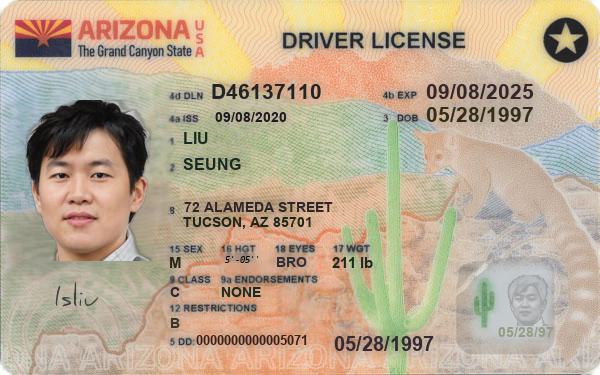 ARIZONA USA
The Grand Canyon State
DRIVER LICENSE
4d DLN D46137110
4b EXP 09/08/2025
4a ISS 09/08/2020
3 DOB 05/28/1997
1 LIU
2 SEUNG
8 72 ALAMEDA STREET
TUCSON, AZ 85701
15 SEX M
16 HGT 5'-05"
18 EYES BRO
17 WGT 211 lb
9 CLASS C
9a ENDORSEMENTS NONE
12 RESTRICTIONS
B
5 DD: 0000000000005071
05/28/1997
05/28/97
Isliu
ARIZONA ARIZONA ARIZONA